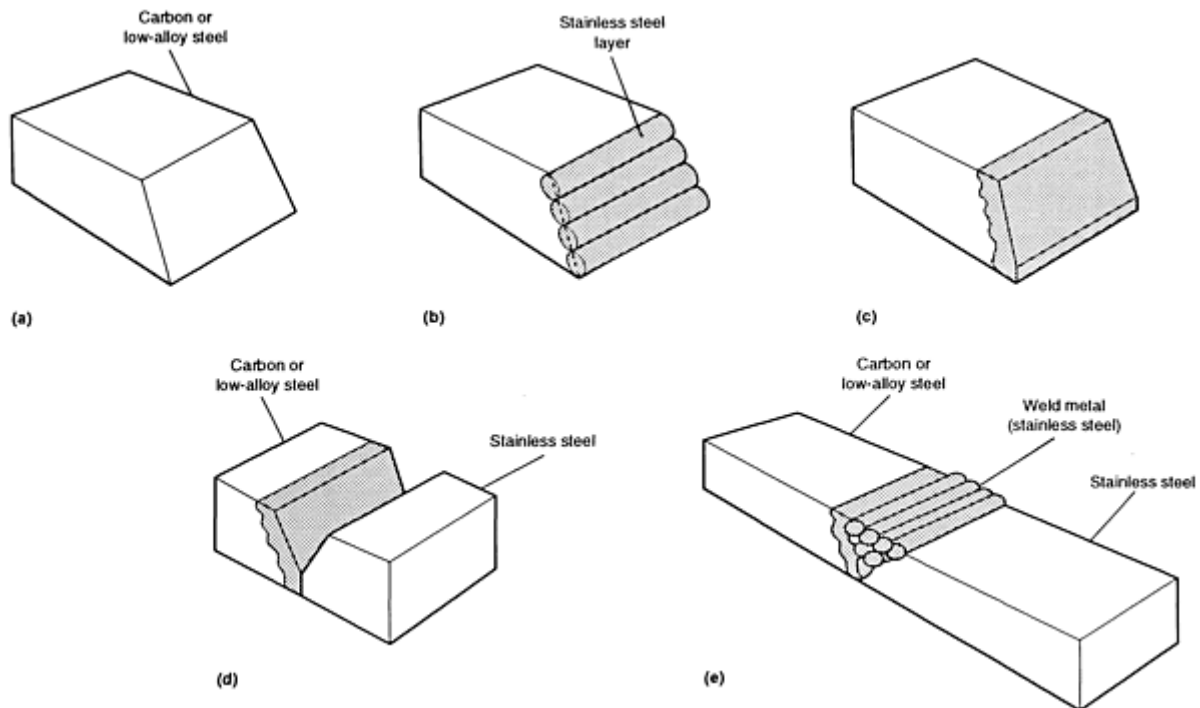 Carbon or
low-alloy steel
Stainless steel
layer
(a)
(b)
(c)
Carbon or
low-alloy steel
Stainless steel
(d)
Carbon or
low-alloy steel
Weld metal
(stainless steel)
Stainless steel
(e)